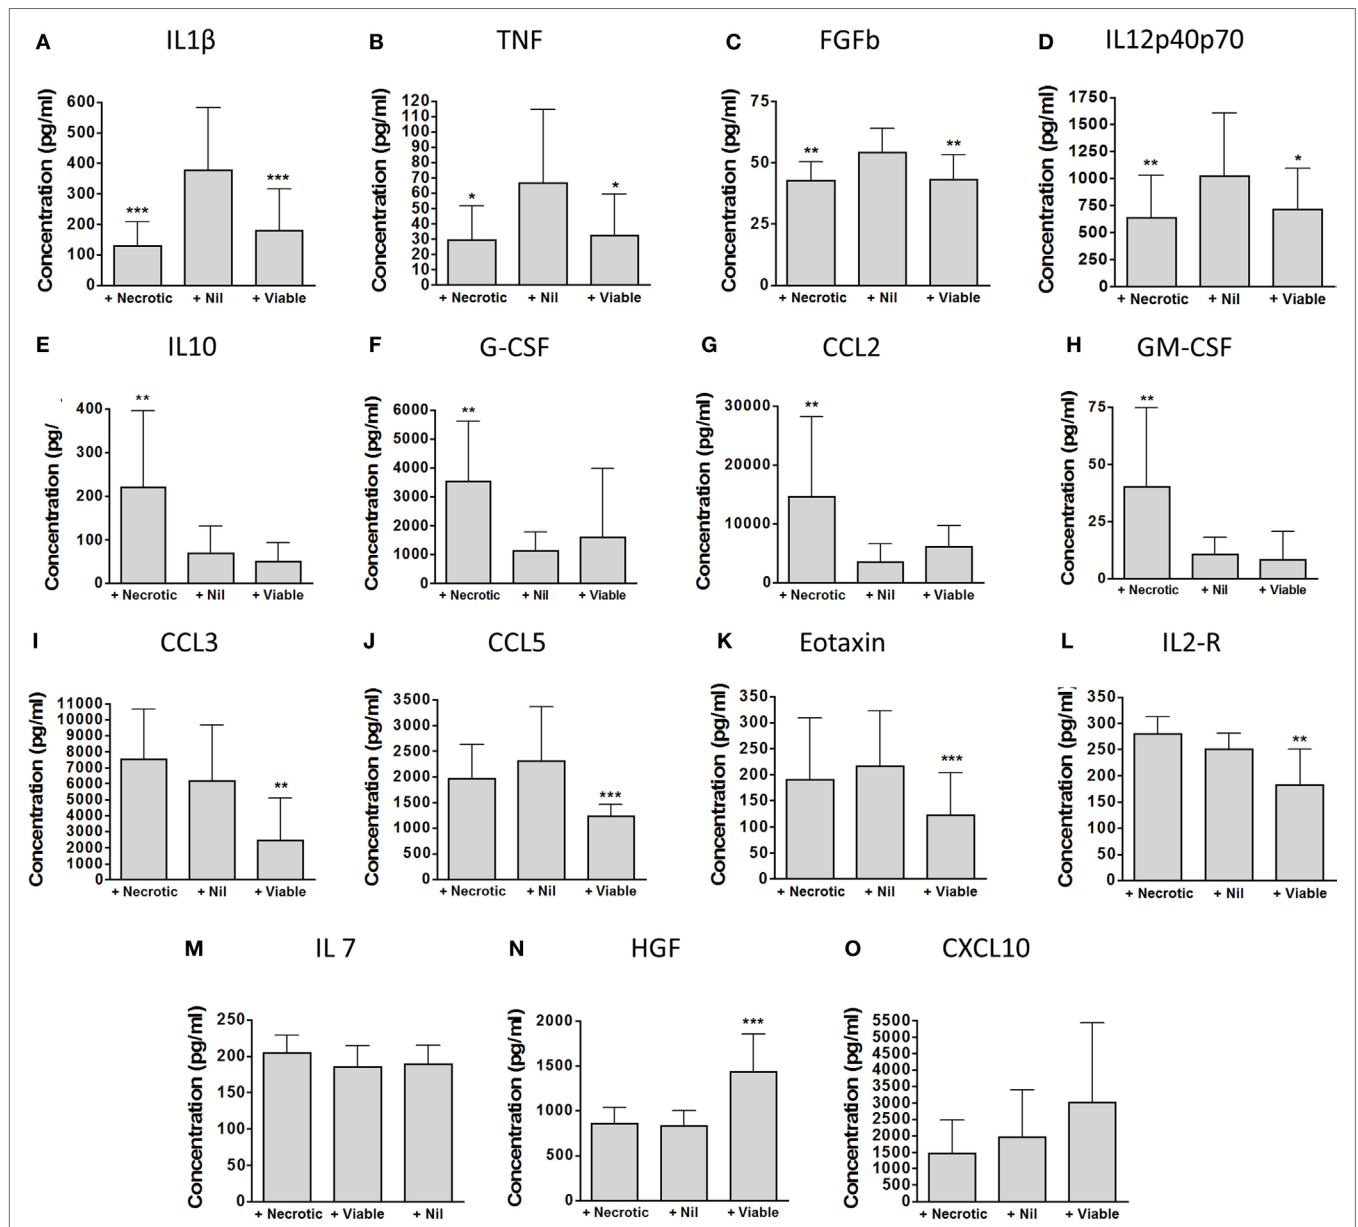 A IL1β
Concentration (pg/ml)
600
500
400
300
200
100
0
***
***
+ Necrotic + Nil + Viable
B TNF
Concentration (pg/ml)
120
110
100
90
80
70
60
50
40
30
20
10
0
*
*
+ Necrotic + Nil + Viable
C FGFb
Concentration (pg/ml)
75
50
25
0
**
**
+ Necrotic + Nil + Viable
D IL12p40p70
Concentration (pg/ml)
1750
1500
1250
1000
750
500
250
0
**
*
+ Necrotic + Nil + Viable
E IL10
Concentration (pg/
400
300
200
100
0
**
+ Necrotic + Nil + Viable
F G-CSF
Concentration (pg/ml)
6000
5000
4000
3000
2000
1000
0
**
+ Necrotic + Nil + Viable
G CCL2
Concentration (pg/ml)
30000
20000
10000
0
**
+ Necrotic + Nil + Viable
H GM-CSF
Concentration (pg/ml)
75
50
25
0
**
+ Necrotic + Nil + Viable
I CCL3
Concentration (pg/ml)
11000
10000
9000
8000
7000
6000
5000
4000
3000
2000
1000
0
**
+ Necrotic + Nil + Viable
J CCL5
Concentration (pg/ml)
3500
3000
2500
2000
1500
1000
500
0
***
+ Necrotic + Nil + Viable
K Eotaxin
Concentration (pg/ml)
350
300
250
200
150
100
50
0
***
+ Necrotic + Nil + Viable
L IL2-R
Concentration (pg/ml)
350
300
250
200
150
100
50
0
**
+ Necrotic + Nil + Viable
M IL 7
Concentration (pg/ml)
250
200
150
100
50
0
+ Necrotic + Viable + Nil
N HGF
Concentration (pg/ml)
2000
1500
1000
500
0
***
+ Necrotic + Nil + Viable
O CXCL10
Concentration (pg/ml)
5500
5000
4500
4000
3500
3000
2500
2000
1500
1000
500
0
+ Necrotic + Nil + Viable